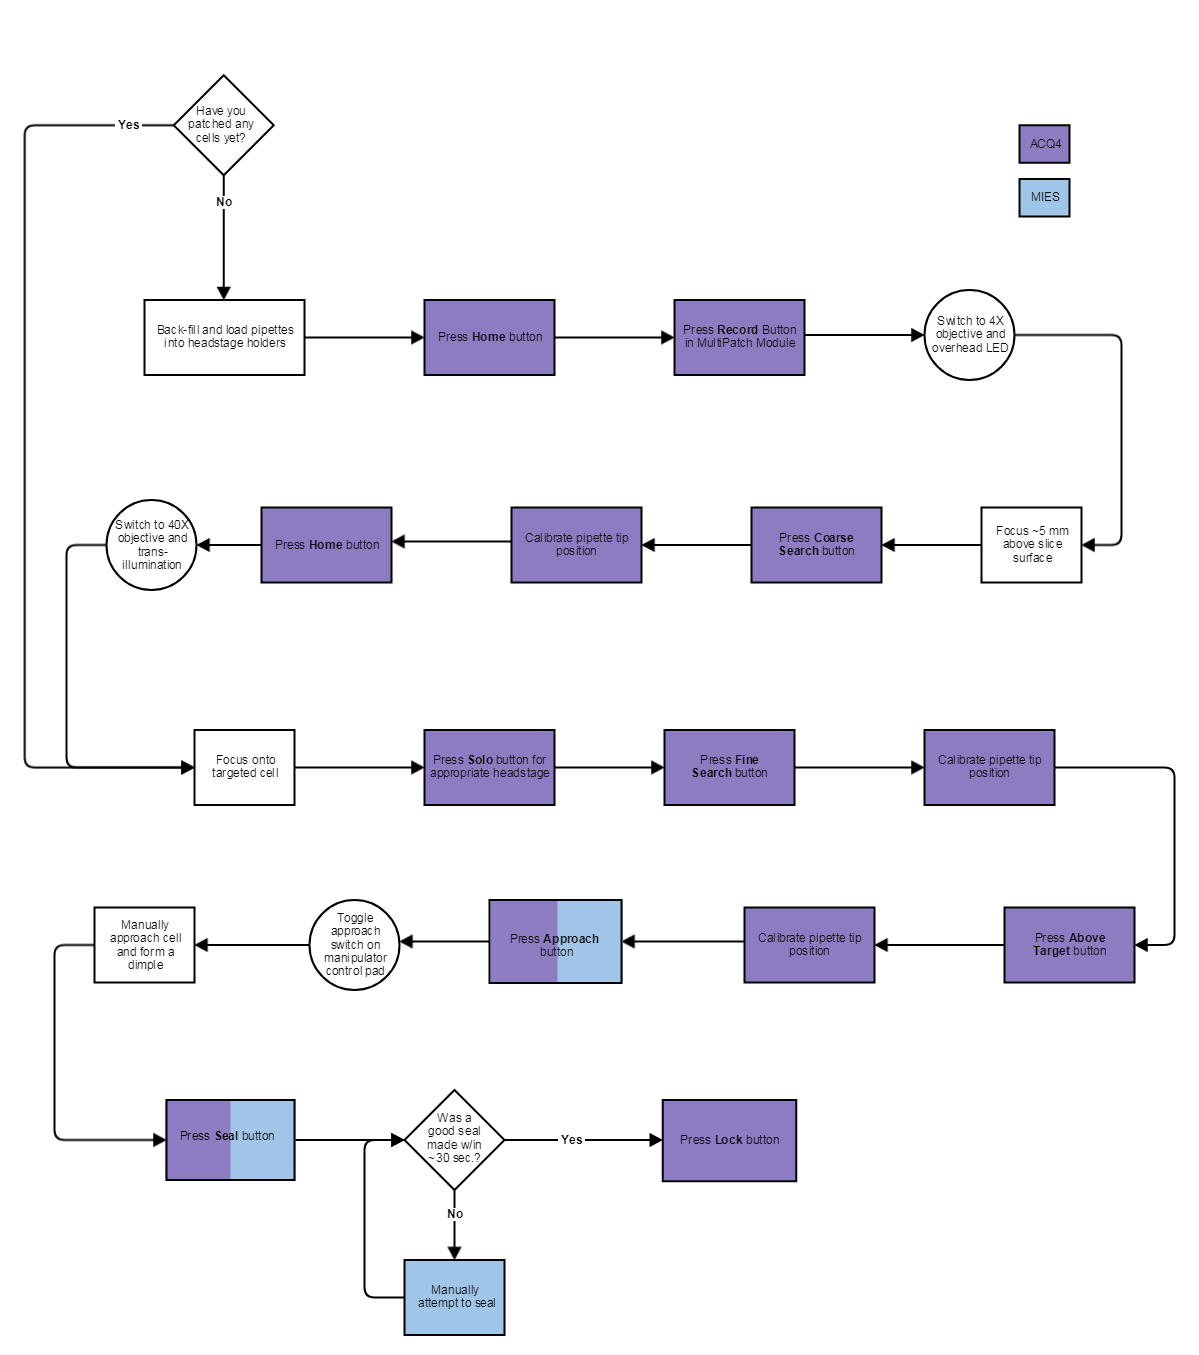 Have you
patched any
cells yet?
Yes
No
ACQ4
MIES
Back-fill and load pipettes
into headstage holders
Press Home button
Press Record Button
in MultiPatch Module
Switch to 4X
objective and
overhead LED
Switch to 40X
objective and
trans-
illumination
Press Home button
Calibrate pipette tip
position
Press Coarse
Search button
Focus ~5 mm
above slice
surface
Focus onto
targeted cell
Press Solo button for
appropriate headstage
Press Fine
Search button
Calibrate pipette tip
position
Manually
approach cell
and form a
dimple
Toggle
approach
switch on
manipulator
control pad
Press Approach
button
Calibrate pipette tip
position
Press Above
Target button
Press Seal button
Was a
good seal
made w/in
~30 sec.?
Yes
Press Lock button
No
Manually
attempt to seal